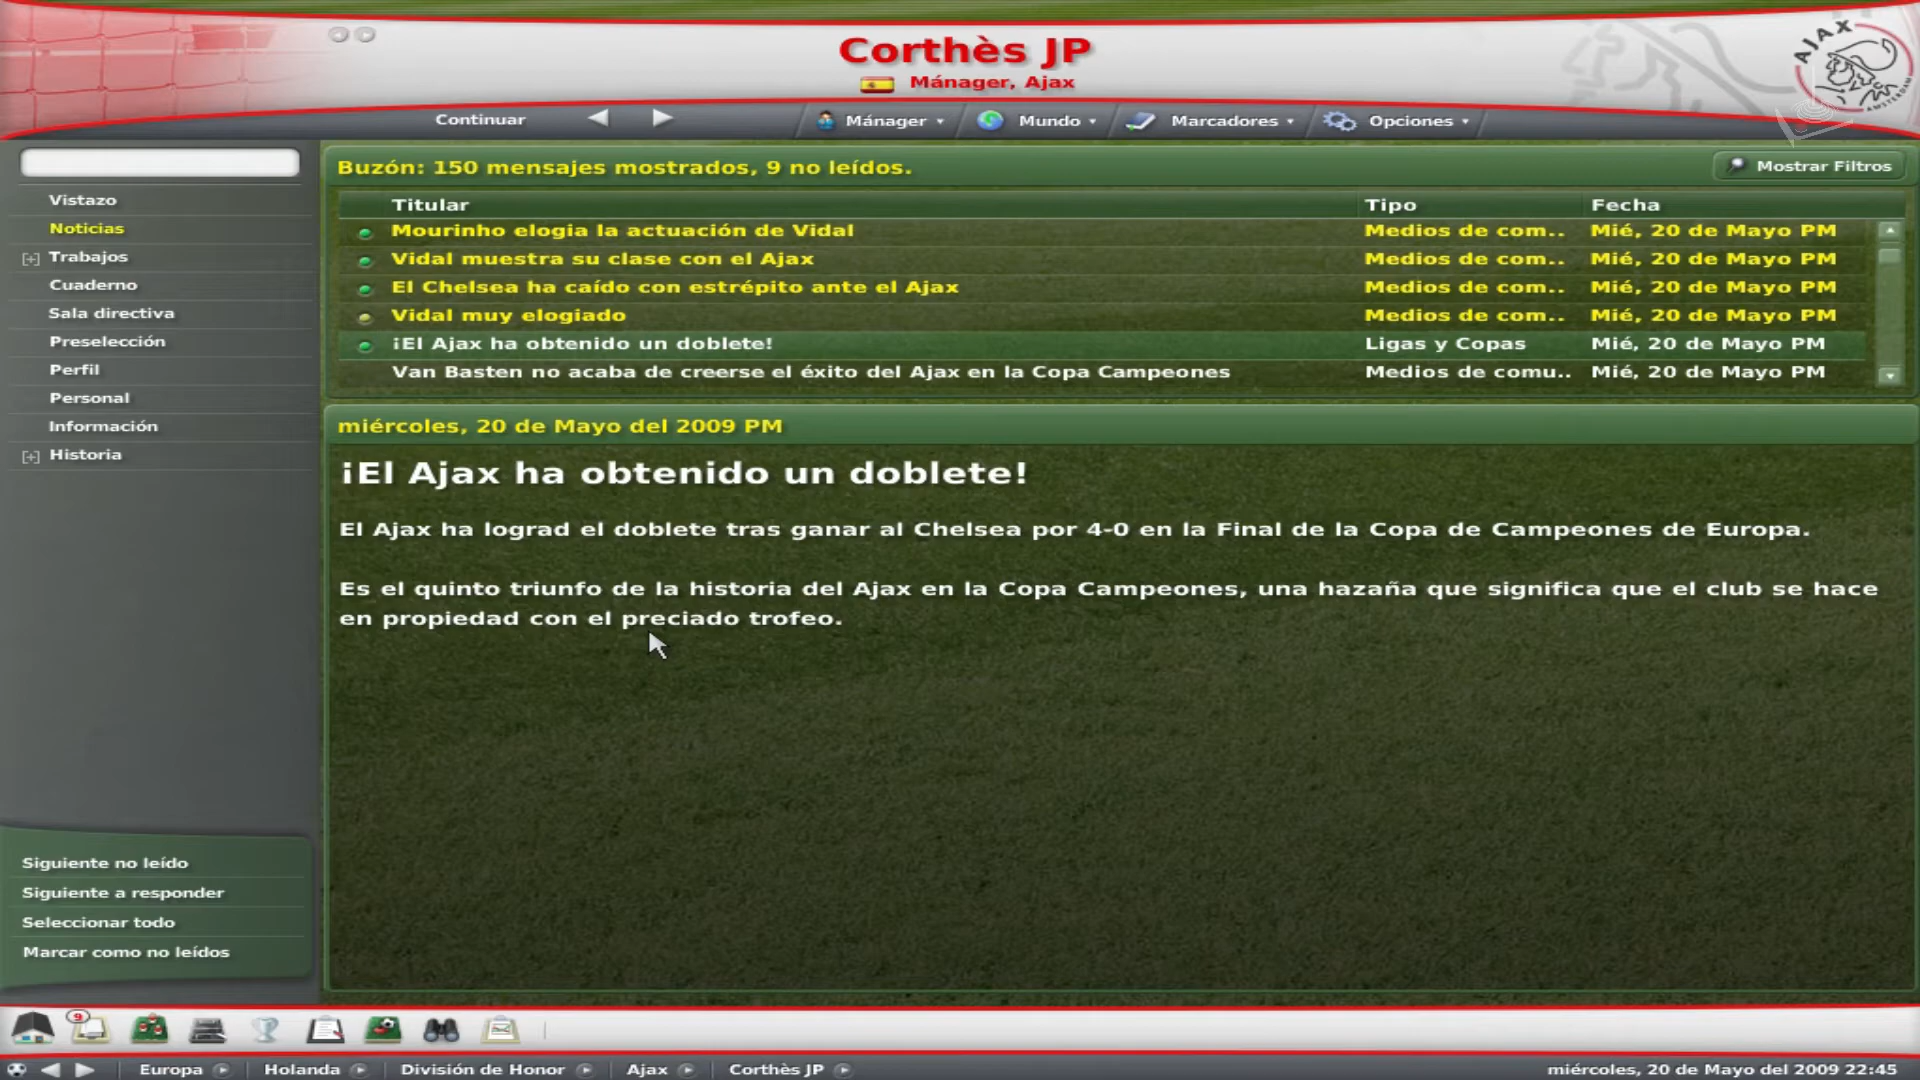 Corthès JP
Mánager, Ajax
AJAX
AMSTERDAM
Continuar
Mánager
Mundo
Marcadores
Opciones
Vistazo
Noticias
[+] Trabajos
Cuaderno
Sala directiva
Preselección
Perfil
Personal
Información
[+] Historia
Buzón: 150 mensajes mostrados, 9 no leídos.
Mostrar Filtros
Titular Tipo Fecha
Mourinho elogia la actuación de Vidal Medios de com.. Mié, 20 de Mayo PM
Vidal muestra su clase con el Ajax Medios de com.. Mié, 20 de Mayo PM
El Chelsea ha caído con estrépito ante el Ajax Medios de com.. Mié, 20 de Mayo PM
Vidal muy elogiado Medios de com.. Mié, 20 de Mayo PM
¡El Ajax ha obtenido un doblete! Ligas y Copas Mié, 20 de Mayo PM
Van Basten no acaba de creerse el éxito del Ajax en la Copa Campeones Medios de comu.. Mié, 20 de Mayo PM
miércoles, 20 de Mayo del 2009 PM
¡El Ajax ha obtenido un doblete!
El Ajax ha lograd el doblete tras ganar al Chelsea por 4-0 en la Final de la Copa de Campeones de Europa.
Es el quinto triunfo de la historia del Ajax en la Copa Campeones, una hazaña que significa que el club se hace
en propiedad con el preciado trofeo.
Siguiente no leído
Siguiente a responder
Seleccionar todo
Marcar como no leídos
9
Europa
Holanda
División de Honor
Ajax
Corthès JP
miércoles, 20 de Mayo del 2009 22:45